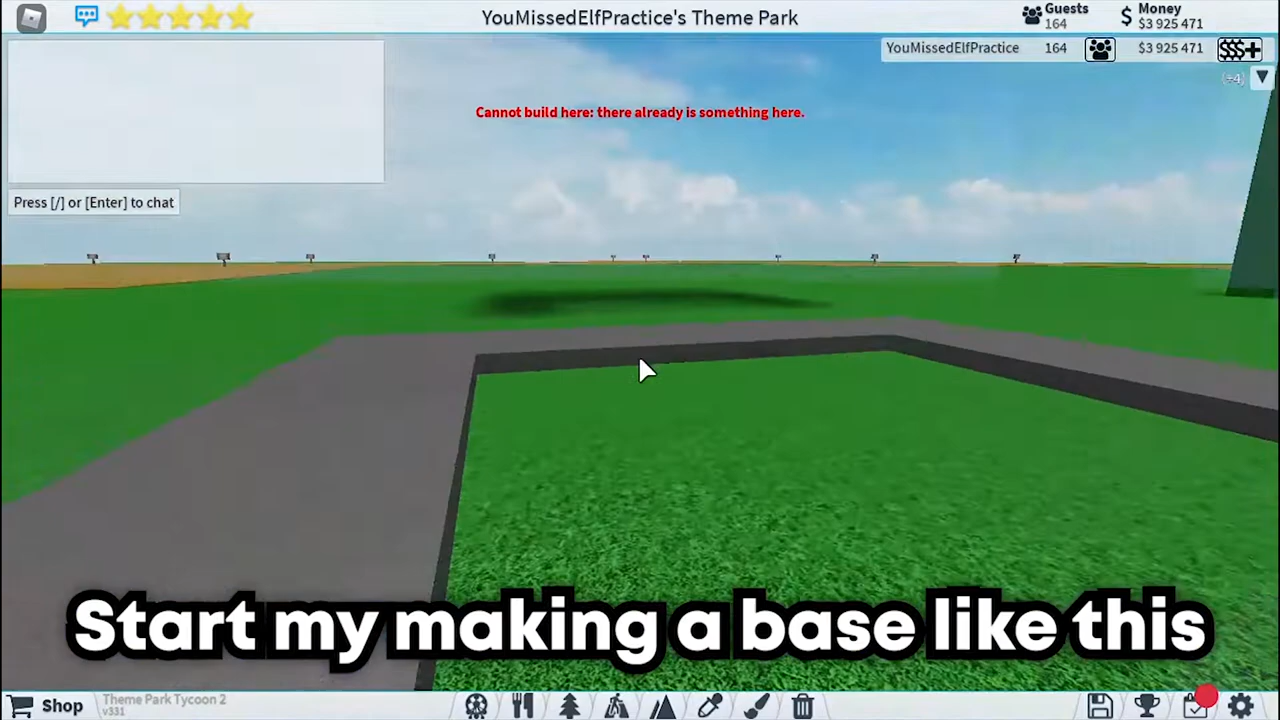 YouMissedElfPractice's Theme Park
Guests
164
$ Money
$3 925 471
YouMissedElfPractice 164 $3 925 471 $$$+
(+4)
Cannot build here: there already is something here.
Press [/] or [Enter] to chat
Start my making a base like this
Shop
Theme Park Tycoon 2
v331